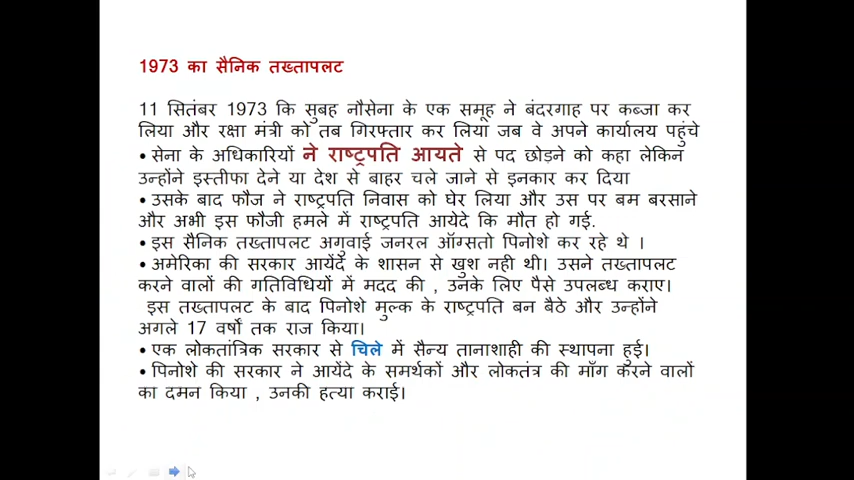 1973 का सैनिक तख्तापलट
11 सितंबर 1973 कि सुबह नौसेना के एक समूह ने बंदरगाह पर कब्जा कर
लिया और रक्षा मंत्री को तब गिरफ्तार कर लिया जब वे अपने कार्यालय पहुंचे
• सेना के अधिकारियों ने राष्ट्रपति आयते से पद छोड़ने को कहा लेकिन
उन्होंने इस्तीफा देने या देश से बाहर चले जाने से इनकार कर दिया
• उसके बाद फौज ने राष्ट्रपति निवास को घेर लिया और उस पर बम बरसाने
और अभी इस फौजी हमले में राष्ट्रपति आयेदे कि मौत हो गई.
• इस सैनिक तख्तापलट अगुवाई जनरल ऑग्सतो पिनोशे कर रहे थे ।
• अमेरिका की सरकार आयेंदे के शासन से खुश नही थी। उसने तख्तापलट
करने वालों की गतिविधियों में मदद की , उनके लिए पैसे उपलब्ध कराए।
इस तख्तापलट के बाद पिनोशे मुल्क के राष्ट्रपति बन बैठे और उन्होंने
अगले 17 वर्षों तक राज किया।
• एक लोकतांत्रिक सरकार से चिले में सैन्य तानाशाही की स्थापना हुई।
• पिनोशे की सरकार ने आयेंदे के समर्थकों और लोकतंत्र की माँग करने वालों
का दमन किया , उनकी हत्या कराई।